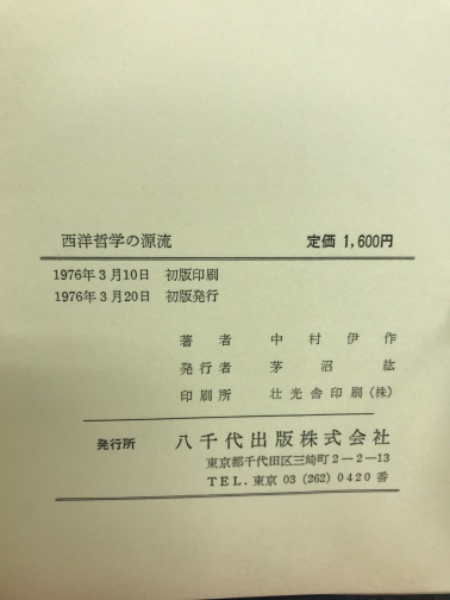 西洋哲学の源流 定価 1,600円
1976年3月10日 初版印刷
1976年3月20日 初版発行
著者 中村伊作
発行者 茅沼紘
印刷所 壮光舎印刷(株)
発行所 八千代出版株式会社
東京都千代田区三崎町2-2-13
TEL. 東京 03 (262) 0420番